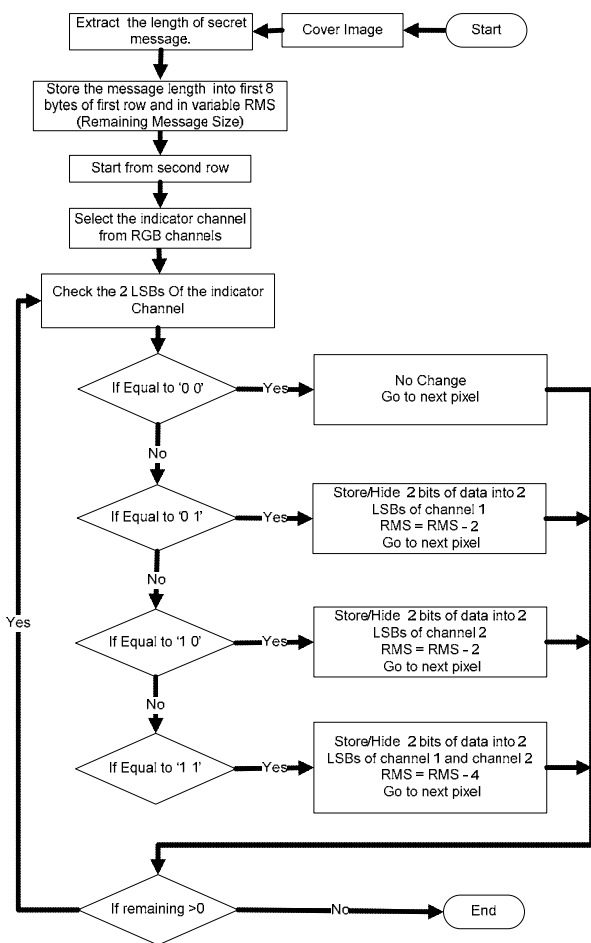 Start
Cover Image
Extract the length of secret
message.
Store the message length into first 8
bytes of first row and in variable RMS
(Remaining Message Size)
Start from second row
Select the indicator channel
from RGB channels
Check the 2 LSBs Of the indicator
Channel
If Equal to '0 0'
Yes
No Change
Go to next pixel
No
If Equal to '0 1'
Yes
Store/Hide 2 bits of data into 2
LSBs of channel 1
RMS = RMS - 2
Go to next pixel
No
If Equal to '1 0'
Yes
Store/Hide 2 bits of data into 2
LSBs of channel 2
RMS = RMS - 2
Go to next pixel
No
If Equal to '1 1'
Yes
Store/Hide 2 bits of data into 2
LSBs of channel 1 and channel 2
RMS = RMS - 4
Go to next pixel
Yes
If remaining >0
No
End